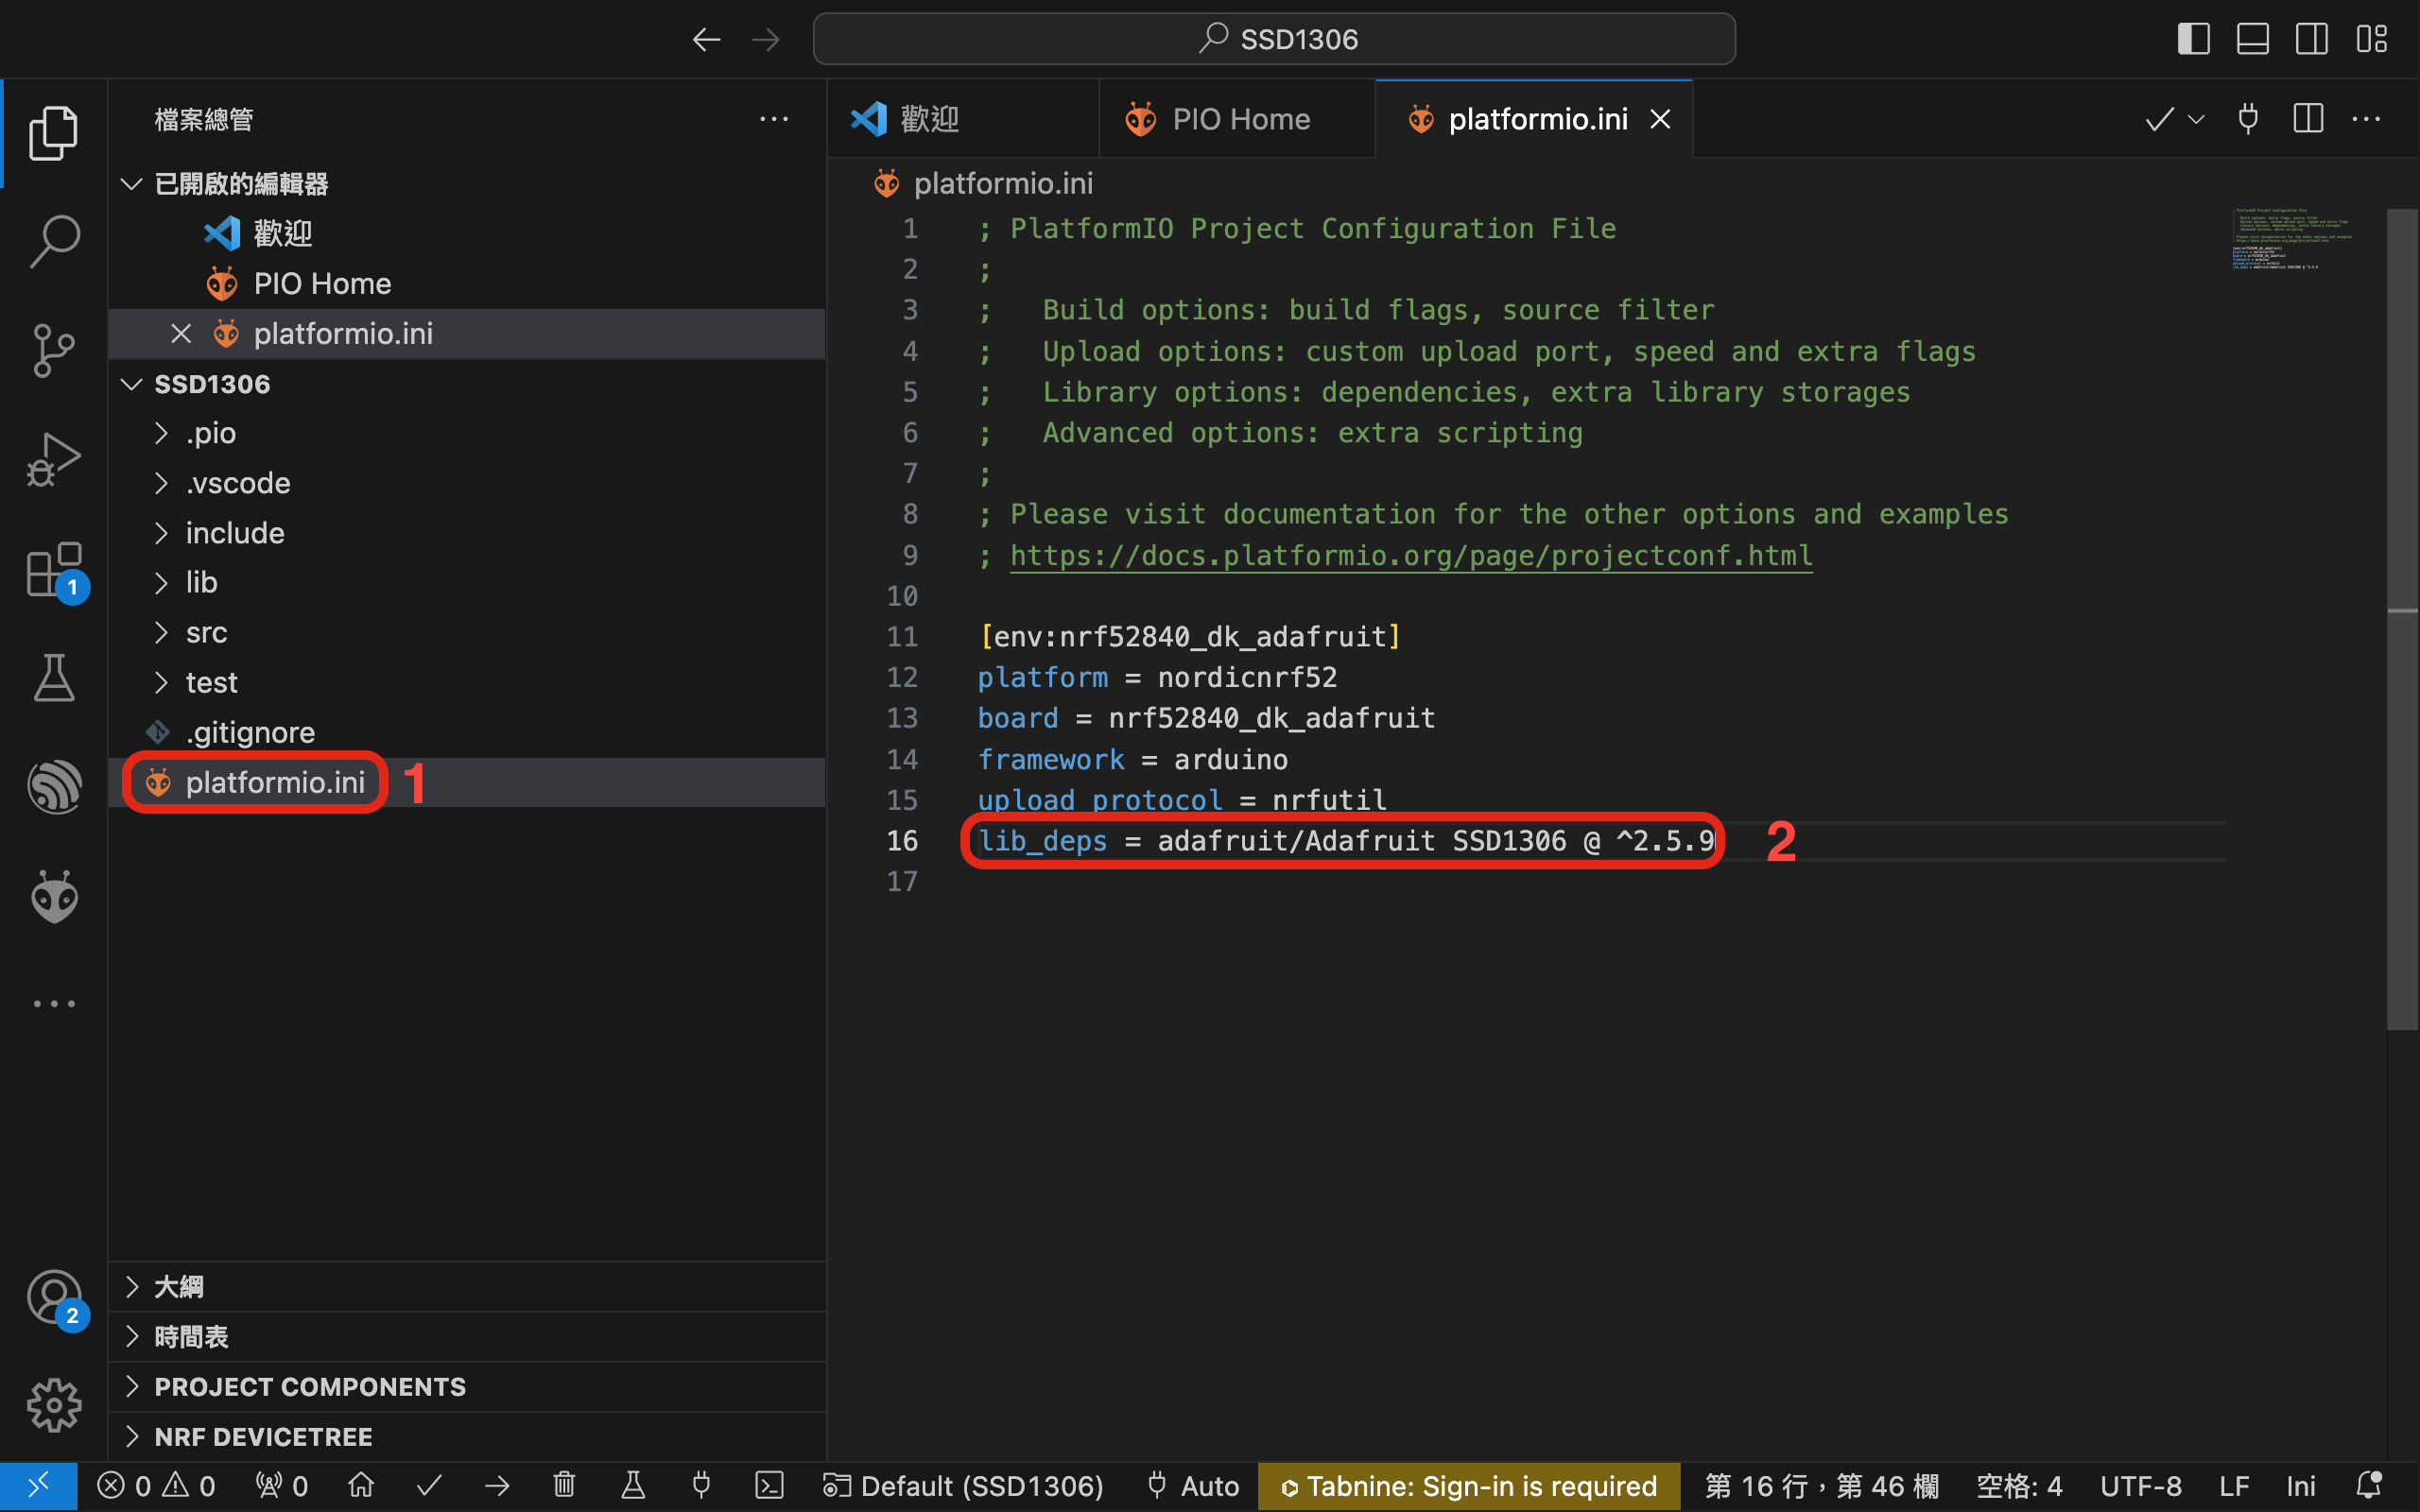 SSD1306
檔案總管
已開啟的編輯器
歡迎
PIO Home
platformio.ini
SSD1306
.pio
.vscode
include
lib
src
test
.gitignore
platformio.ini 1
大綱
時間表
PROJECT COMPONENTS
NRF DEVICETREE
1
2
歡迎 PIO Home platformio.ini
platformio.ini
1 ; PlatformIO Project Configuration File
2 ;
3 ;   Build options: build flags, source filter
4 ;   Upload options: custom upload port, speed and extra flags
5 ;   Library options: dependencies, extra library storages
6 ;   Advanced options: extra scripting
7 ;
8 ; Please visit documentation for the other options and examples
9 ; https://docs.platformio.org/page/projectconf.html
10
11 [env:nrf52840_dk_adafruit]
12 platform = nordicnrf52
13 board = nrf52840_dk_adafruit
14 framework = arduino
15 upload_protocol = nrfutil
16 lib_deps = adafruit/Adafruit SSD1306 @ ^2.5.9 2
17
0 0 0 Default (SSD1306) Auto Tabnine: Sign-in is required 第 16 行，第 46 欄 空格: 4 UTF-8 LF Ini